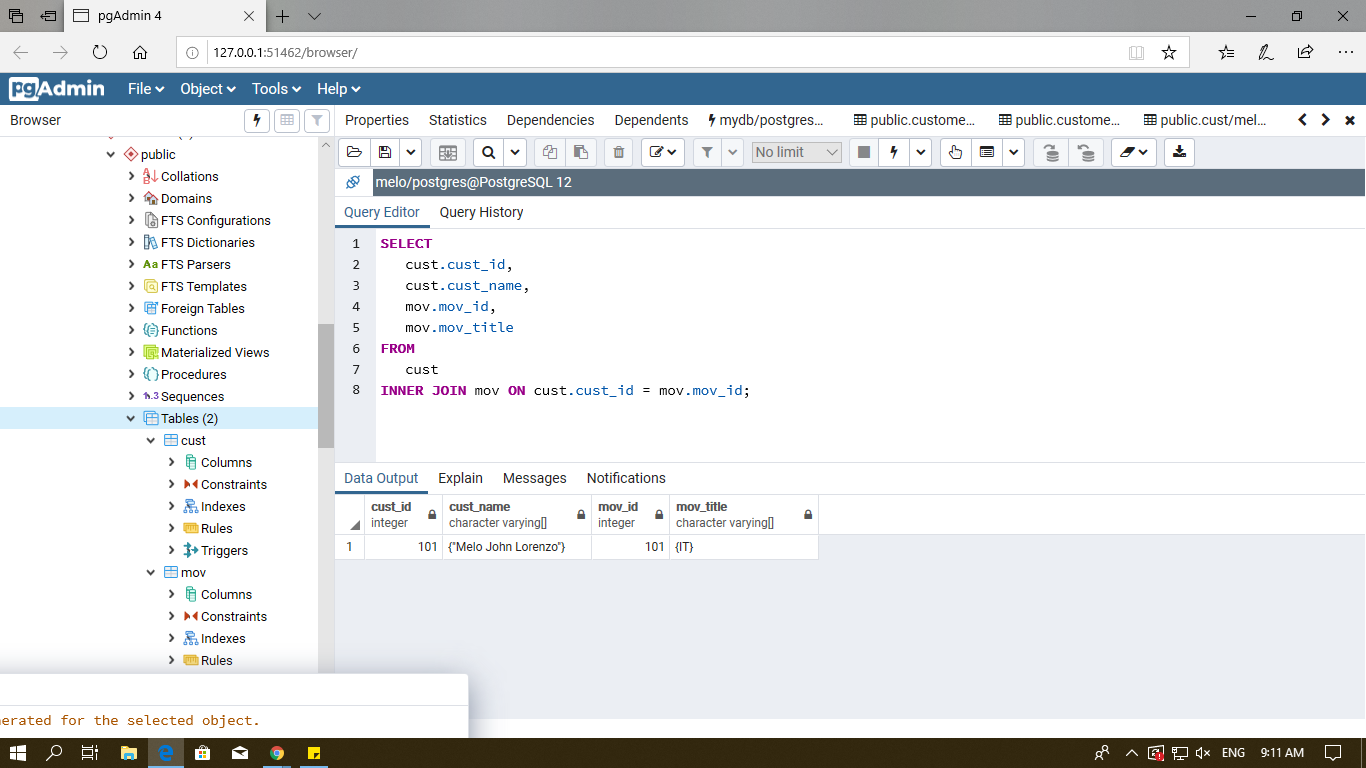 pgAdmin 4
127.0.0.1:51462/browser/
pgAdmin File Object Tools Help
Browser
Properties Statistics Dependencies Dependents mydb/postgres... public.custome... public.custome... public.cust/mel...
public
Collations
Domains
FTS Configurations
FTS Dictionaries
Aa FTS Parsers
FTS Templates
Foreign Tables
Functions
Materialized Views
Procedures
1..3 Sequences
Tables (2)
cust
Columns
Constraints
Indexes
Rules
Triggers
mov
Columns
Constraints
Indexes
Rules
No limit
melo/postgres@PostgreSQL 12
Query Editor Query History
1 SELECT
2 cust.cust_id,
3 cust.cust_name,
4 mov.mov_id,
5 mov.mov_title
6 FROM
7 cust
8 INNER JOIN mov ON cust.cust_id = mov.mov_id;
Data Output Explain Messages Notifications
cust_id cust_name mov_id mov_title
integer character varying[] integer character varying[]
1 101 {"Melo John Lorenzo"} 101 {IT}
nerated for the selected object.
ENG 9:11 AM